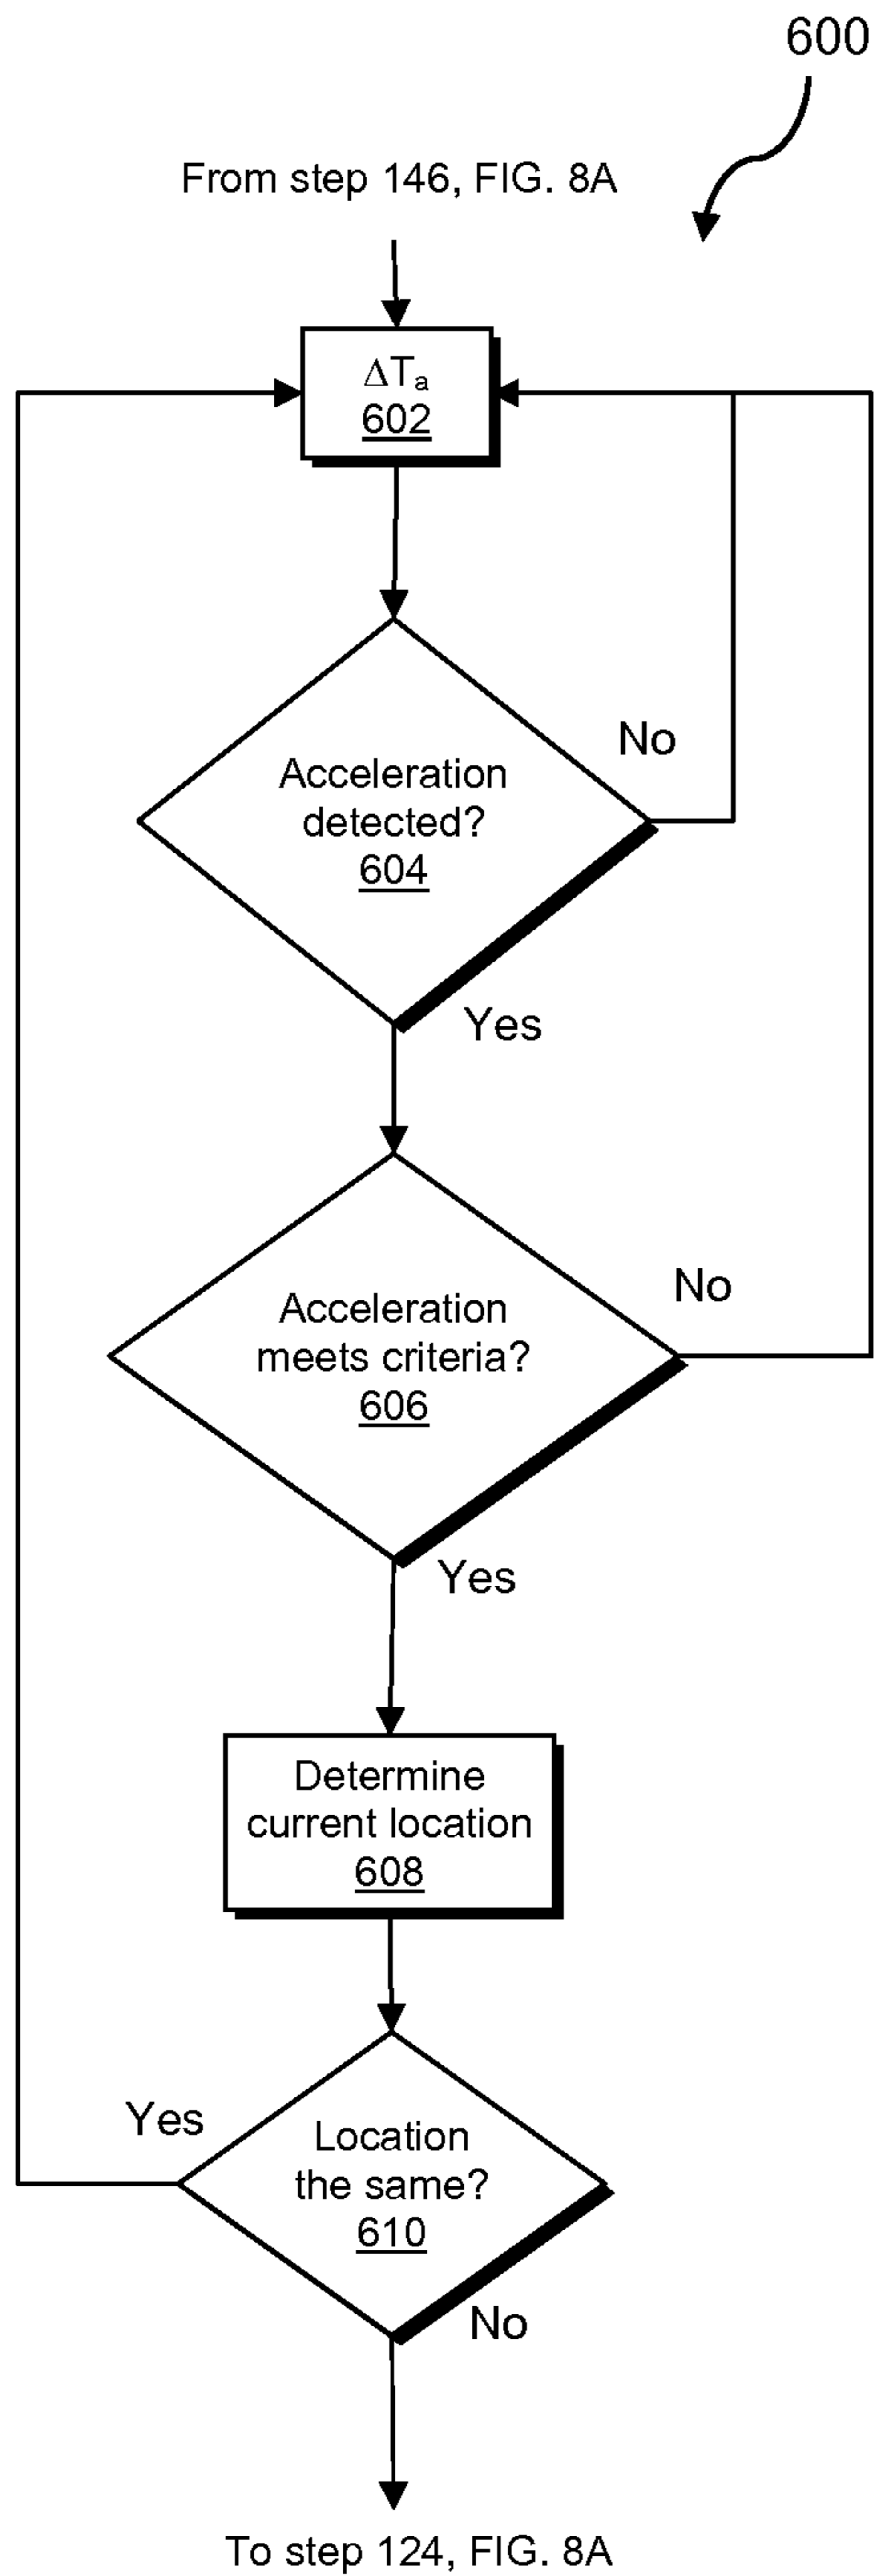 600
From step 146, FIG. 8A
ΔTₐ
602
Acceleration
detected?
604
No
Yes
Acceleration
meets criteria?
606
No
Yes
Determine
current location
608
Yes
Location
the same?
610
No
To step 124, FIG. 8A